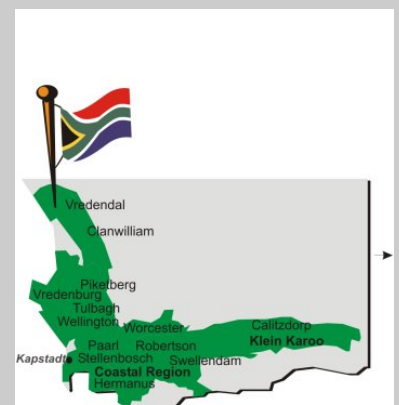 Vredendal
Clanwilliam
Piketberg
Vredenburg
Tulbagh
Wellington
Worcester
Calitzdorp
Klein Karoo
Paarl
Robertson
Kapstadt
Stellenbosch
Swellendam
Coastal Region
Hermanus